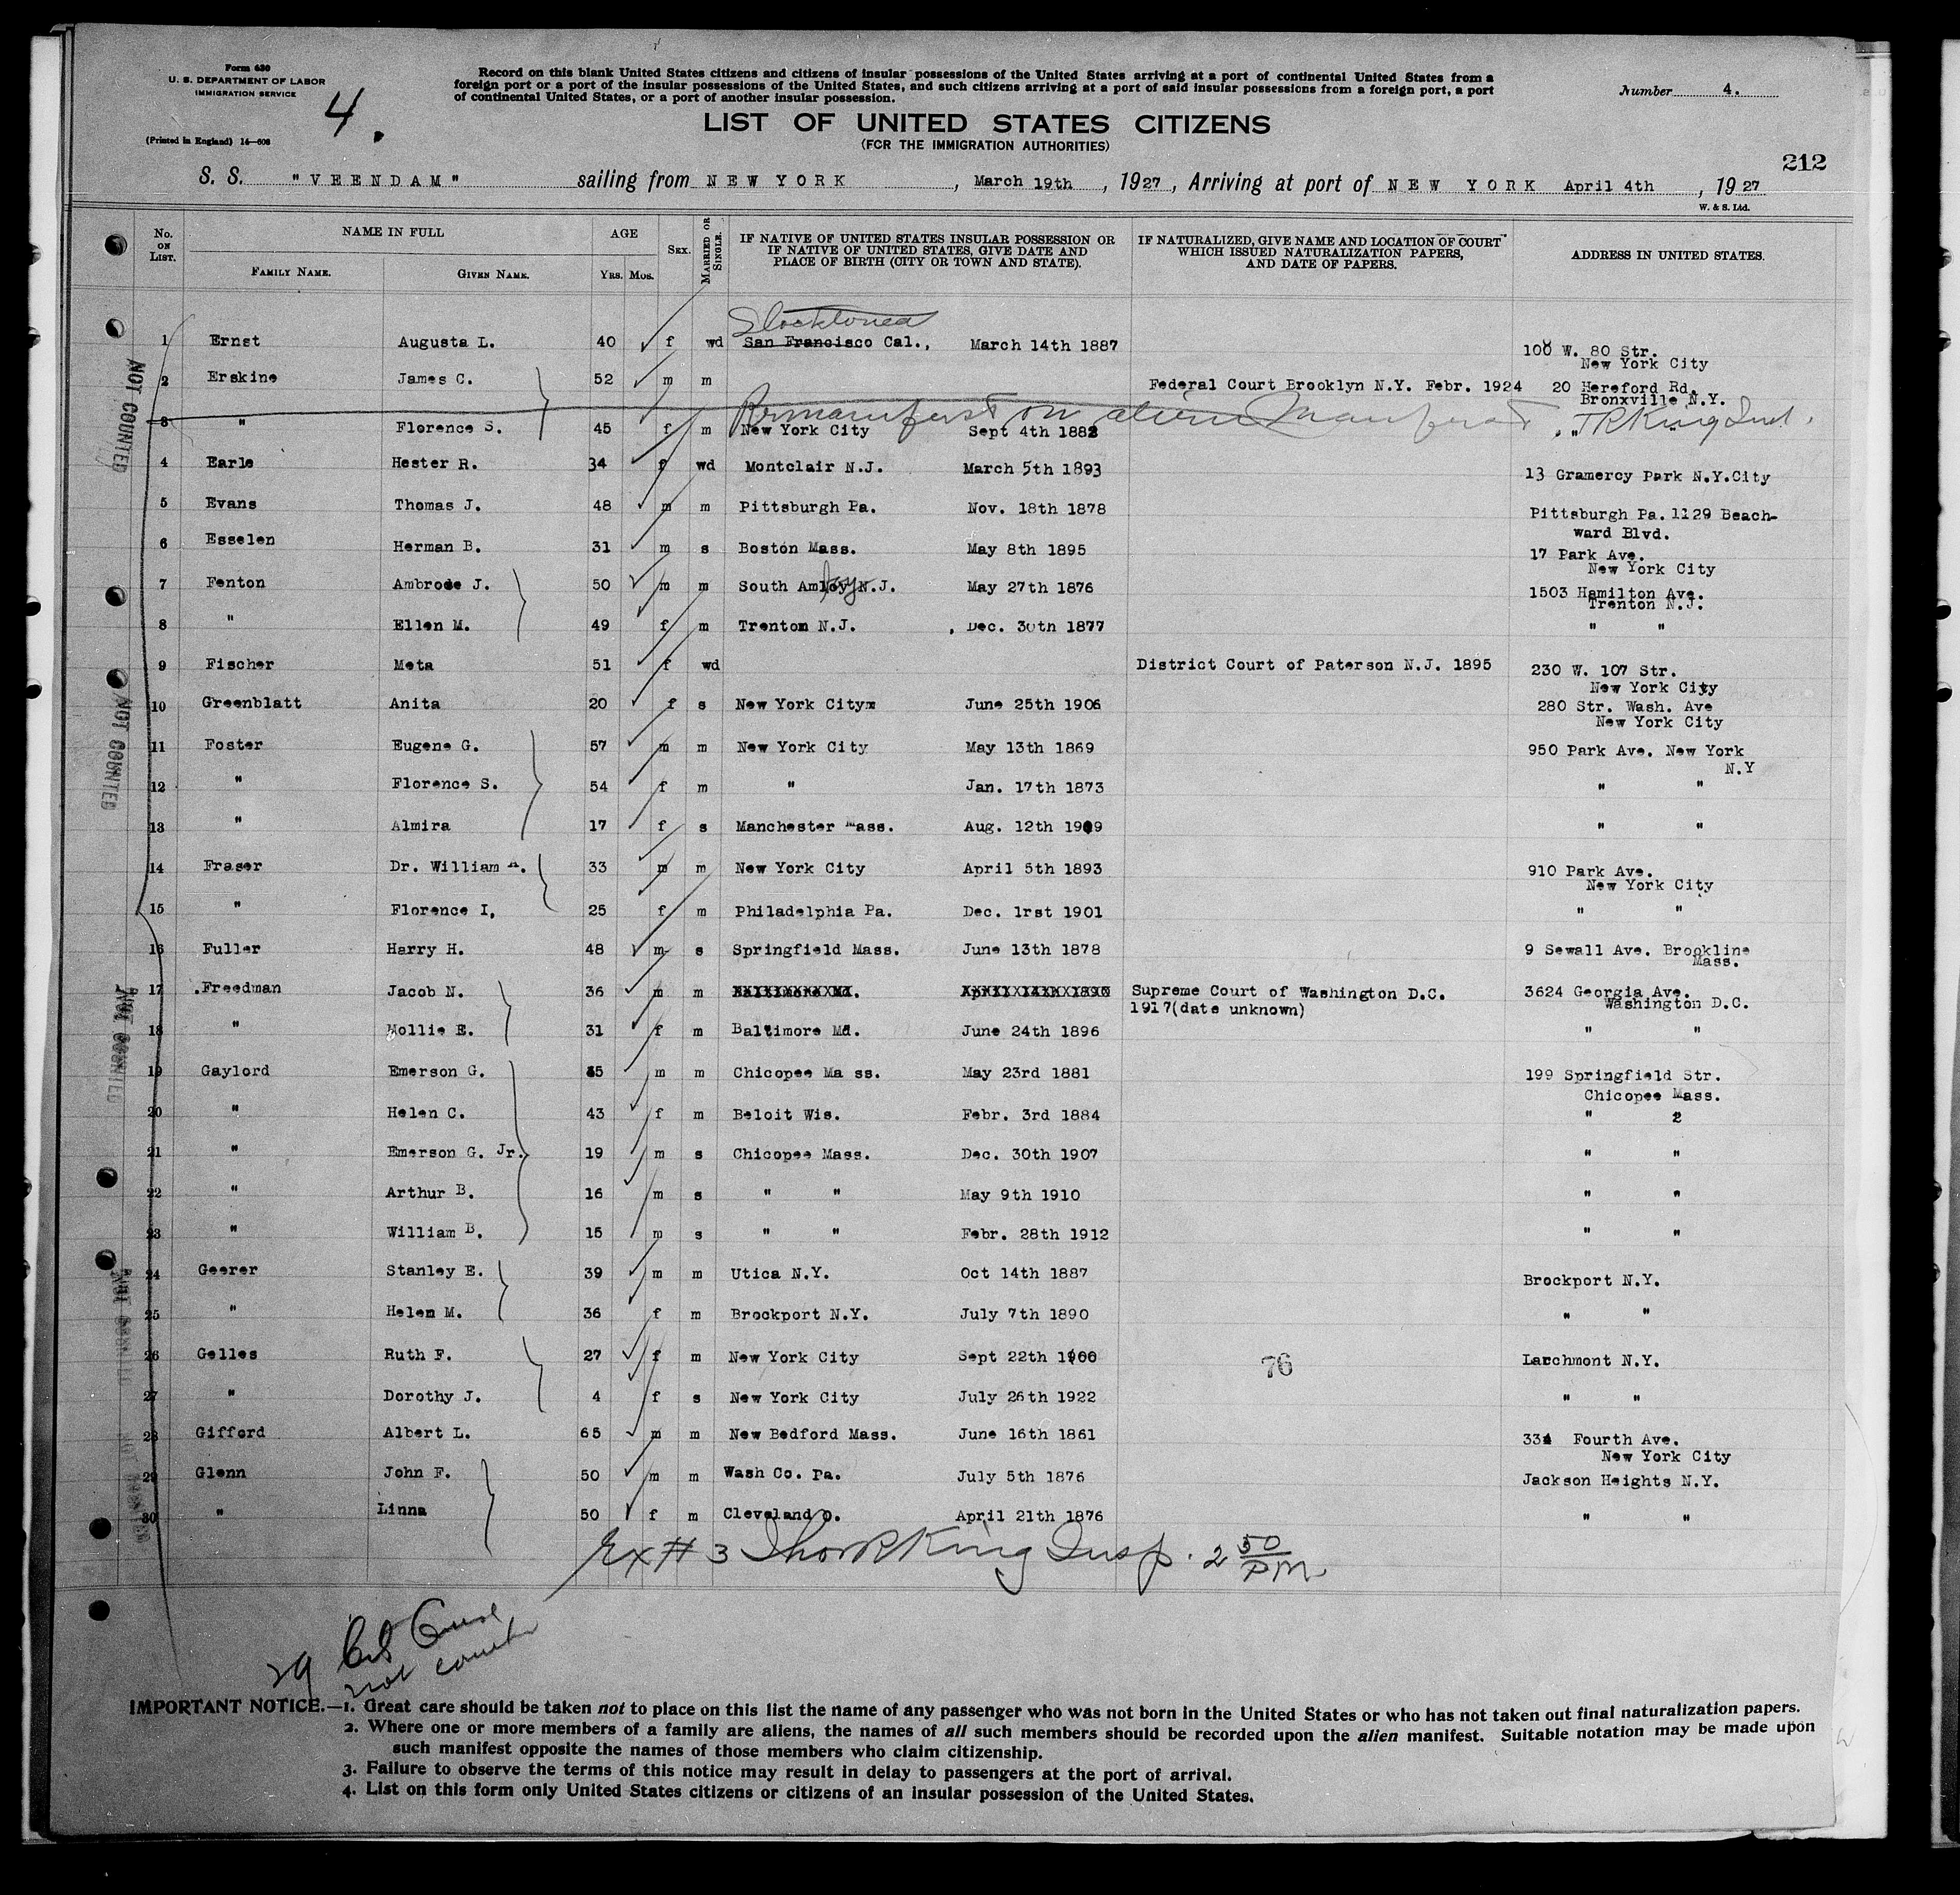 Form 630
U. S. DEPARTMENT OF LABOR
IMMIGRATION SERVICE
(Printed in England) 14—608
4.
Record on this blank United States citizens and citizens of insular possessions of the United States arriving at a port of continental United States from a
foreign port or a port of the insular possessions of the United States, and such citizens arriving at a port of said insular possessions from a foreign port, a port
of continental United States, or a port of another insular possession.
Number 4.
LIST OF UNITED STATES CITIZENS
(FOR THE IMMIGRATION AUTHORITIES)
212
S. S. "VEENDAM" sailing from NEW YORK, March 19th, 1927, Arriving at port of NEW YORK April 4th, 1927
W. & S. Ltd.
No. ON LIST. NAME IN FULL AGE SEX. MARRIED OR SINGLE. IF NATIVE OF UNITED STATES INSULAR POSSESSION OR IF NATIVE OF UNITED STATES, GIVE DATE AND PLACE OF BIRTH (CITY OR TOWN AND STATE). IF NATURALIZED, GIVE NAME AND LOCATION OF COURT WHICH ISSUED NATURALIZATION PAPERS, AND DATE OF PAPERS. ADDRESS IN UNITED STATES.
FAMILY NAME. GIVEN NAME. YRS. MOS.
1 Ernst Augusta L. 40 f wd San Francisco Cal., March 14th 1887 100 W. 80 Str.
New York City
2 Erskine James C. 52 m m Federal Court Brooklyn N.Y. Febr. 1924 20 Hereford Rd.
Bronxville N.Y.
on alien Manifest
3 " Florence S. 45 f m New York City Sept 4th 1882 " "
4 Earle Hester R. 34 f wd Montclair N.J. March 5th 1893 13 Gramercy Park N.Y.City
5 Evans Thomas J. 48 m m Pittsburgh Pa. Nov. 18th 1878 Pittsburgh Pa. 1129 Beach-
ward Blvd.
6 Esselen Herman B. 31 m s Boston Mass. May 8th 1895 17 Park Ave.
New York City
7 Fenton Ambrose J. 50 m m South Amboy N.J. May 27th 1876 1503 Hamilton Ave.
Trenton N.J.
8 " Ellen M. 49 f m Trenton N.J. Dec. 30th 1877 " "
9 Fischer Meta 51 f wd District Court of Paterson N.J. 1895 230 W. 107 Str.
New York City
10 Greenblatt Anita 20 f s New York Cityx June 25th 1906 280 Str. Wash. Ave
New York City
11 Foster Eugene G. 57 m m New York City May 13th 1869 950 Park Ave. New York
N.Y
12 " Florence S. 54 f m " Jan. 17th 1873 " "
13 " Almira 17 f s Manchester Mass. Aug. 12th 1909 " "
14 Fraser Dr. William A. 33 m m New York City April 5th 1893 910 Park Ave.
New York City
15 " Florence I. 25 f m Philadelphia Pa. Dec. 1rst 1901 " "
16 Fuller Harry H. 48 m s Springfield Mass. June 13th 1878 9 Sewall Ave. Brookline
Mass.
17 Freedman Jacob N. 36 m m Supreme Court of Washington D.C. 3624 Georgia Ave.
1917(date unknown) Washington D.C.
18 " Mollie E. 31 f m Baltimore Md. June 24th 1896 " "
19 Gaylord Emerson G. 45 m m Chicopee Ma ss. May 23rd 1881 199 Springfield Str.
Chicopee Mass.
20 " Helen C. 43 f m Beloit Wis. Febr. 3rd 1884 " 2
21 " Emerson G. Jr. 19 m s Chicopee Mass. Dec. 30th 1907 " "
22 " Arthur B. 16 m s " " May 9th 1910 " "
23 " William B. 15 m s " " Febr. 28th 1912 " "
24 Geerer Stanley E. 39 m m Utica N.Y. Oct 14th 1887 Brockport N.Y.
25 " Helen M. 36 f m Brockport N.Y. July 7th 1890 " "
26 Gelles Ruth F. 27 f m New York City Sept 22th 1900 Larchmont N.Y.
76
27 " Dorothy J. 4 f s New York City July 26th 1922 " "
28 Gifford Albert L. 65 m m New Bedford Mass. June 16th 1861 334 Fourth Ave.
New York City
29 Glenn John F. 50 m m Wash Co. Pa. July 5th 1876 Jackson Heights N.Y.
30 " Linna 50 f m Cleveland O. April 21th 1876 " "
Ex # 3 King Insp. 2 50 PM
29
not
NOT COUNTED
NOT COUNTED
NOT COUNTED
NOT COUNTED
NOT COUNTED
IMPORTANT NOTICE.—1. Great care should be taken not to place on this list the name of any passenger who was not born in the United States or who has not taken out final naturalization papers.
2. Where one or more members of a family are aliens, the names of all such members should be recorded upon the alien manifest. Suitable notation may be made upon
such manifest opposite the names of those members who claim citizenship.
3. Failure to observe the terms of this notice may result in delay to passengers at the port of arrival.
4. List on this form only United States citizens or citizens of an insular possession of the United States.